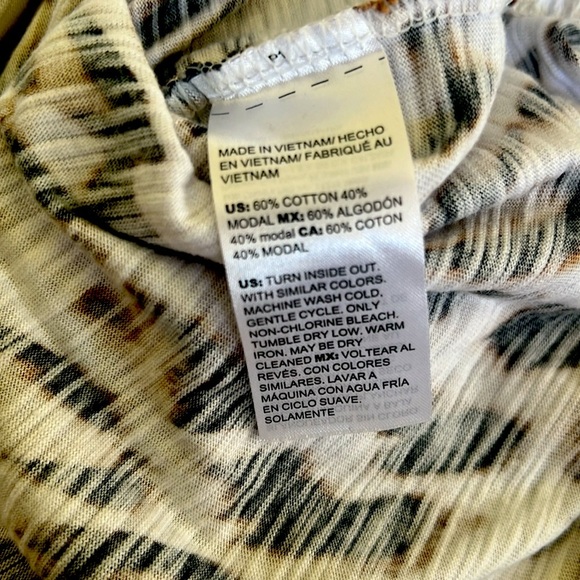 P1
MADE IN VIETNAM/ HECHO
EN VIETNAM/ FABRIQUÉ AU
VIETNAM
US: 60% COTTON 40%
MODAL MX: 60% ALGODÓN
40% modal CA: 60% COTON
40% MODAL
US: TURN INSIDE OUT.
WITH SIMILAR COLORS.
MACHINE WASH COLD,
GENTLE CYCLE. ONLY
NON-CHLORINE BLEACH.
TUMBLE DRY LOW. WARM
IRON. MAY BE DRY
CLEANED MX: VOLTEAR AL
REVÉS. CON COLORES
SIMILARES. LAVAR A
MÁQUINA CON AGUA FRÍA
EN CICLO SUAVE.
SOLAMENTE